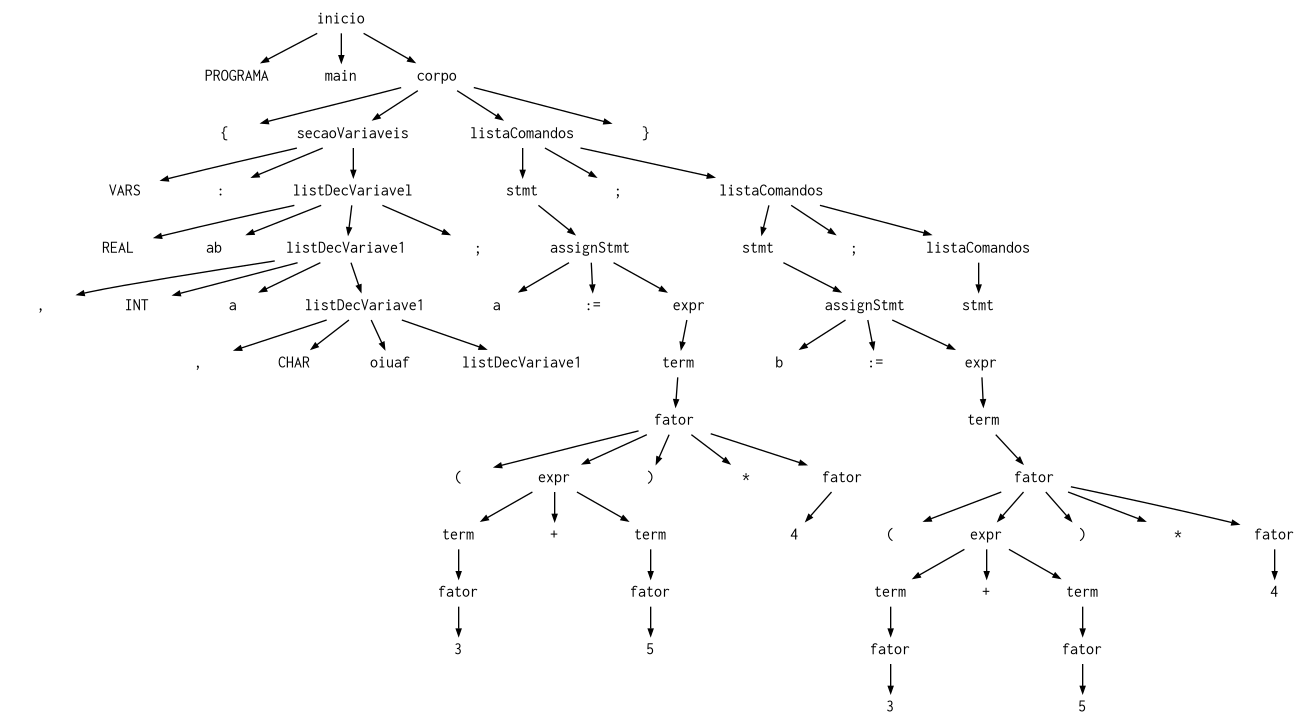 inicio
PROGRAMA main corpo
{ secaoVariaveis listaComandos }
VARS : listDecVariavel stmt ; listaComandos
REAL ab listDecVariave1 ; assignStmt stmt ; listaComandos
, INT a listDecVariave1 a := expr assignStmt stmt
, CHAR oiuaf listDecVariave1 term b := expr
fator term
( expr ) * fator fator
term + term 4 ( expr ) * fator
fator fator term + term 4
3 5 fator fator
3 5